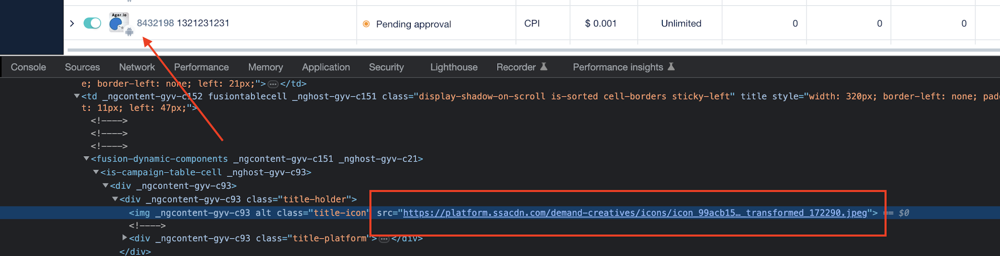 Agar.io
8432198 1321231231
Pending approval
CPI
$ 0.001
Unlimited
0
0
0
Console Sources Network Performance Memory Application Security Lighthouse Recorder Performance insights
e; border-left: none; left: 21px;">…</td>
<td _ngcontent-gyv-c152 fusiontablecell _nghost-gyv-c151 class="display-shadow-on-scroll is-sorted cell-borders sticky-left" title style="width: 320px; border-left: none; pad
t: 11px; left: 47px;">
<!---->
<!---->
<!---->
<fusion-dynamic-components _ngcontent-gyv-c151 _nghost-gyv-c21>
<is-campaign-table-cell _nghost-gyv-c93>
<div _ngcontent-gyv-c93>
<div _ngcontent-gyv-c93 class="title-holder">
<img _ngcontent-gyv-c93 alt class="title-icon" src="https://platform.ssacdn.com/demand-creatives/icons/icon_99acb15…_transformed_172290.jpeg"> == $0
<!---->
<div _ngcontent-gyv-c93 class="title-platform">…</div>
</div>